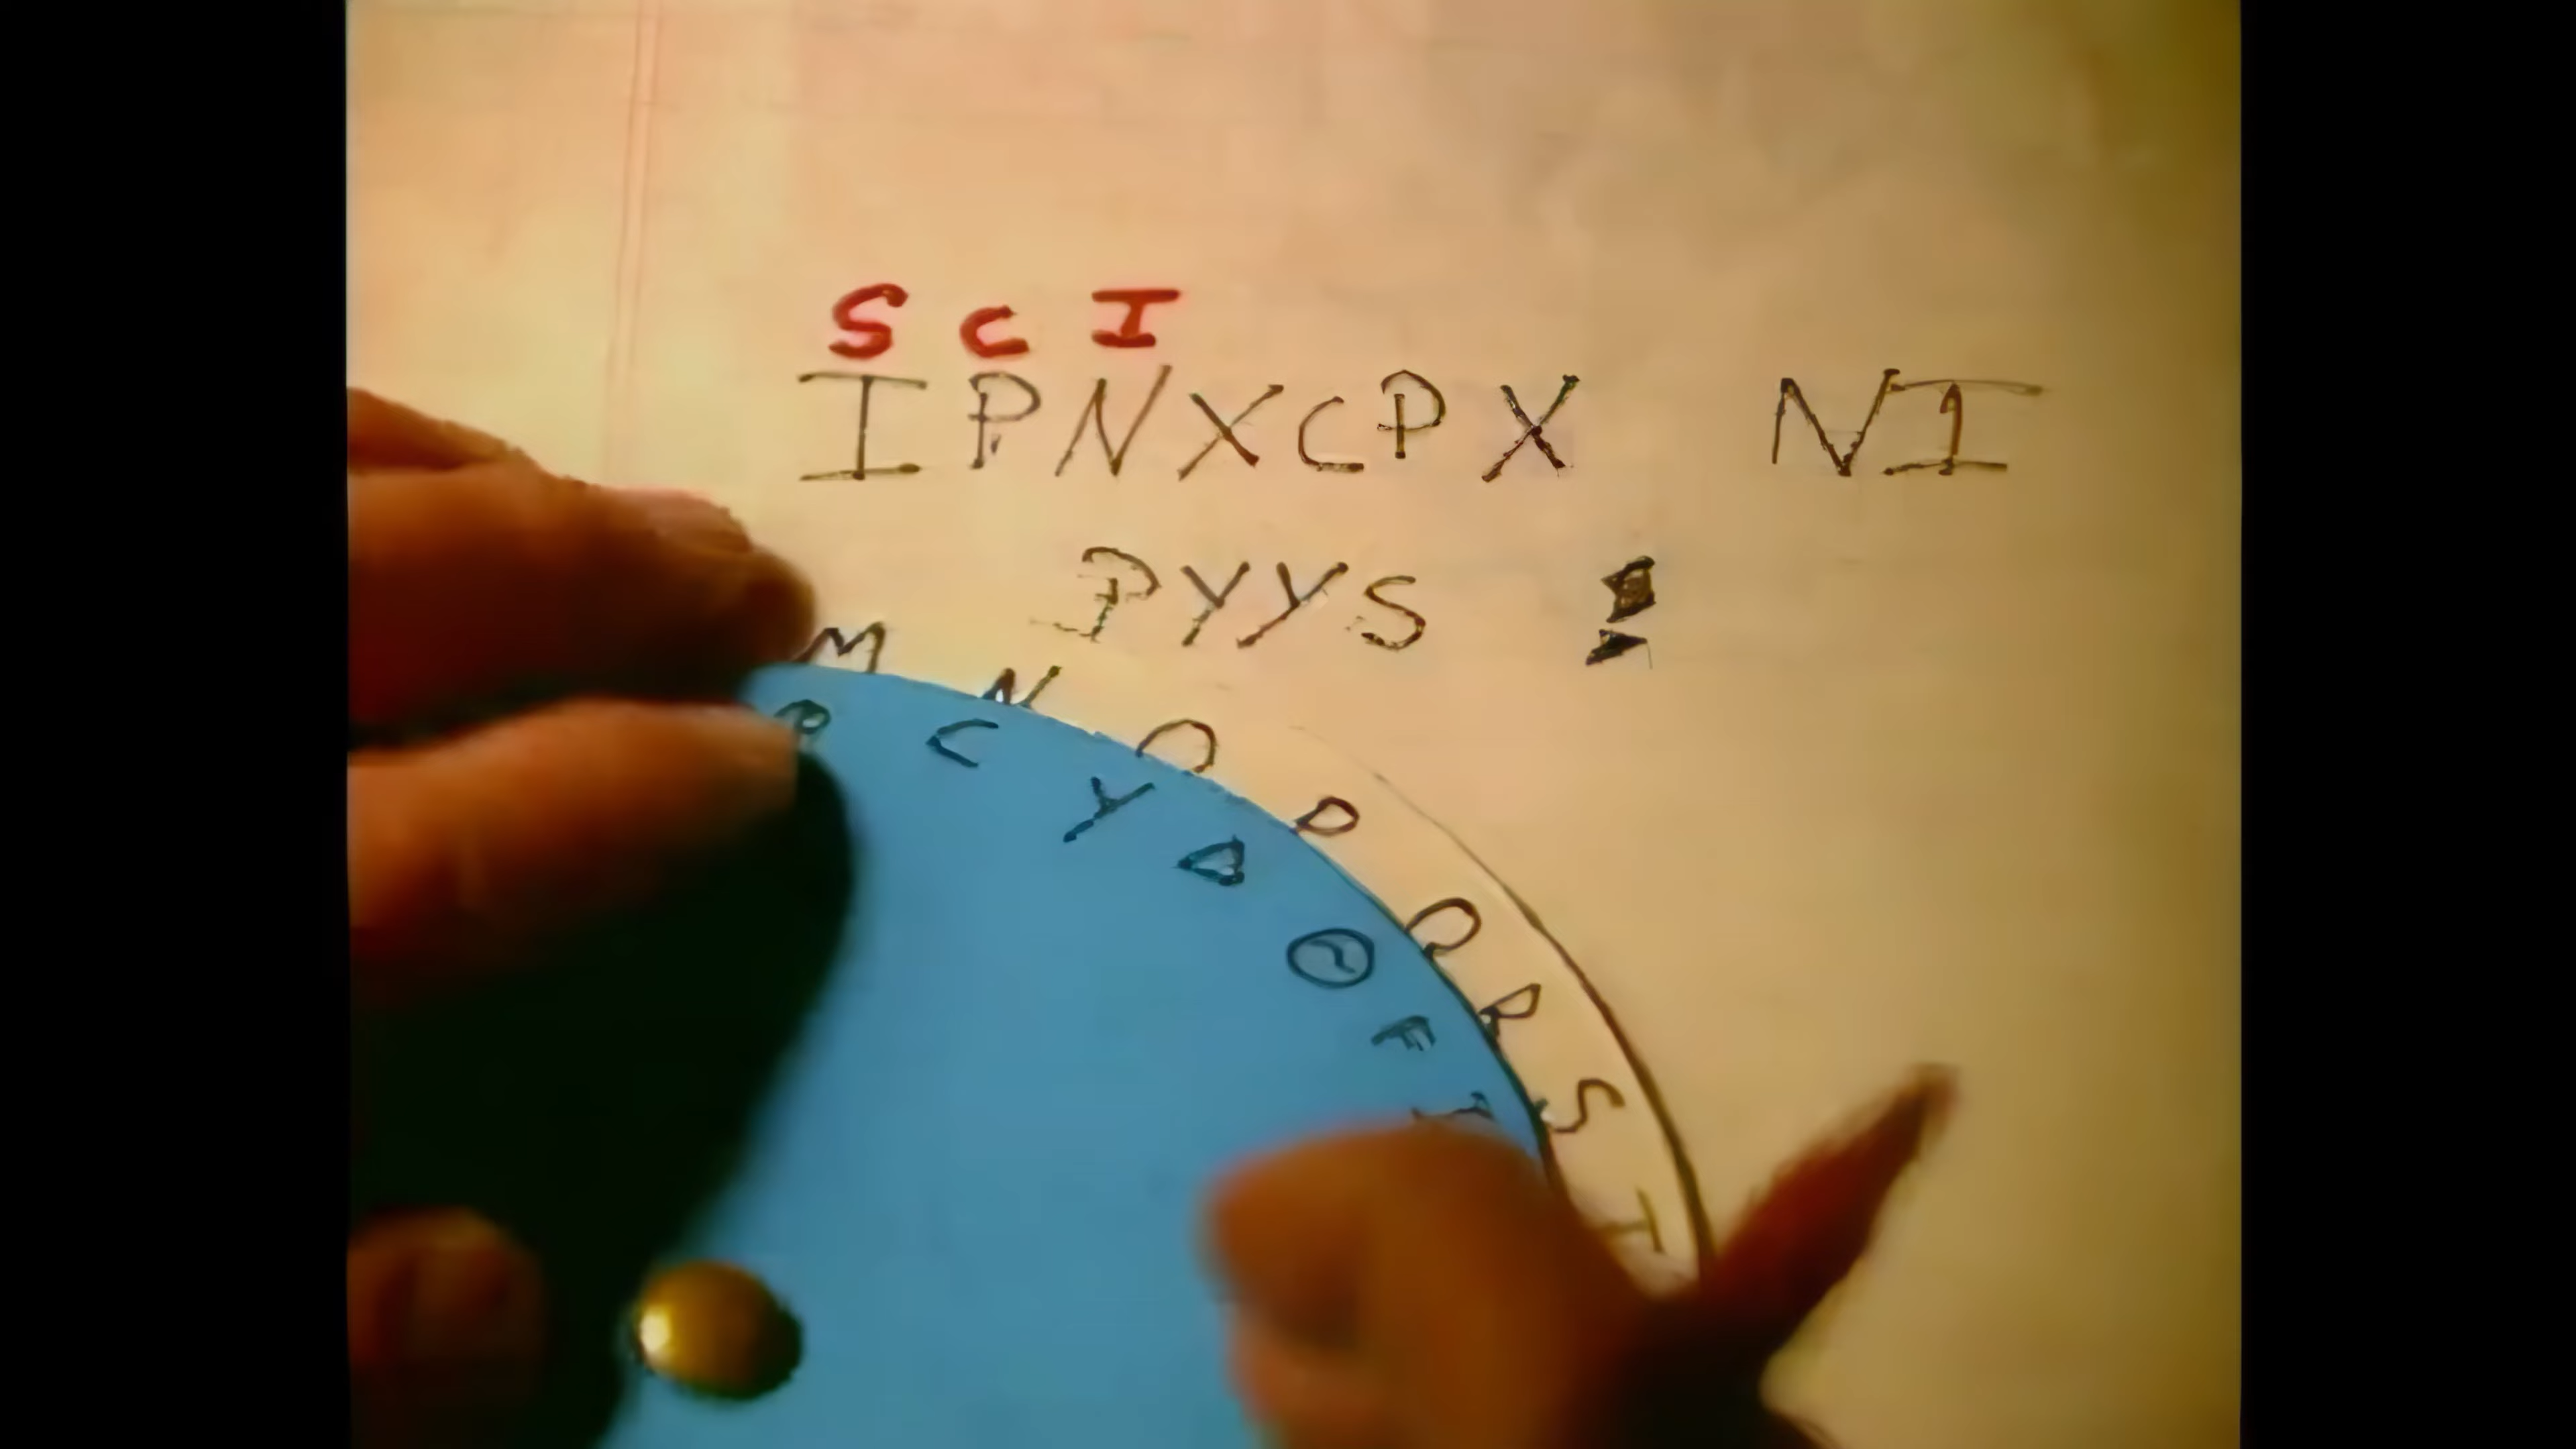 S C I
IPNXCPX NI
PYYS !
M N O P Q R S T
R C Y D F